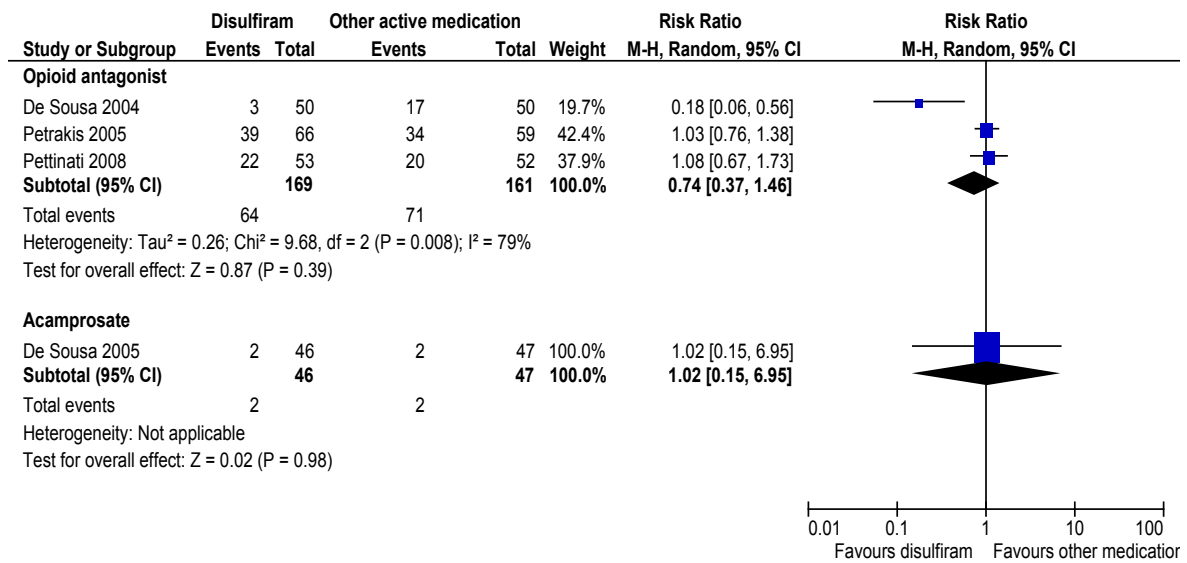 Disulfiram Other active medication Risk Ratio Risk Ratio
Study or Subgroup Events Total Events Total Weight M-H, Random, 95% CI M-H, Random, 95% CI
Opioid antagonist
De Sousa 2004 3 50 17 50 19.7% 0.18 [0.06, 0.56]
Petrakis 2005 39 66 34 59 42.4% 1.03 [0.76, 1.38]
Pettinati 2008 22 53 20 52 37.9% 1.08 [0.67, 1.73]
Subtotal (95% CI) 169 161 100.0% 0.74 [0.37, 1.46]
Total events 64 71
Heterogeneity: Tau² = 0.26; Chi² = 9.68, df = 2 (P = 0.008); I² = 79%
Test for overall effect: Z = 0.87 (P = 0.39)
Acamprosate
De Sousa 2005 2 46 2 47 100.0% 1.02 [0.15, 6.95]
Subtotal (95% CI) 46 47 100.0% 1.02 [0.15, 6.95]
Total events 2 2
Heterogeneity: Not applicable
Test for overall effect: Z = 0.02 (P = 0.98)
0.01 0.1 1 10 100
Favours disulfiram Favours other medication